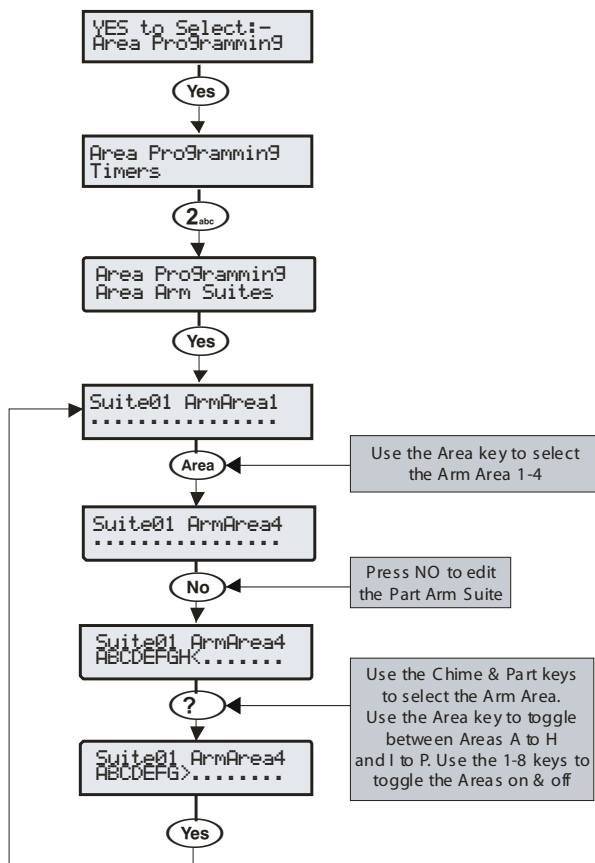 YES to Select:-
Area Programming
Yes
Area Programming
Timers
2abc
Area Programming
Area Arm Suites
Yes
Suite01 ArmArea1
................
Area
Use the Area key to select
the Arm Area 1-4
Suite01 ArmArea4
................
No
Press NO to edit
the Part Arm Suite
Suite01 ArmArea4
ABCDEFGH<.......
?
Use the Chime & Part keys
to select the Arm Area.
Use the Area key to toggle
between Areas A to H
and I to P. Use the 1-8 keys to
toggle the Areas on & off
Suite01 ArmArea4
ABCDEFG>........
Yes